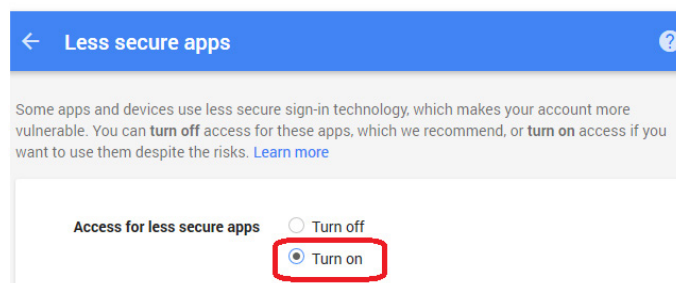 Less secure apps
Some apps and devices use less secure sign-in technology, which makes your account more
vulnerable. You can turn off access for these apps, which we recommend, or turn on access if you
want to use them despite the risks. Learn more
Access for less secure apps
Turn off
Turn on